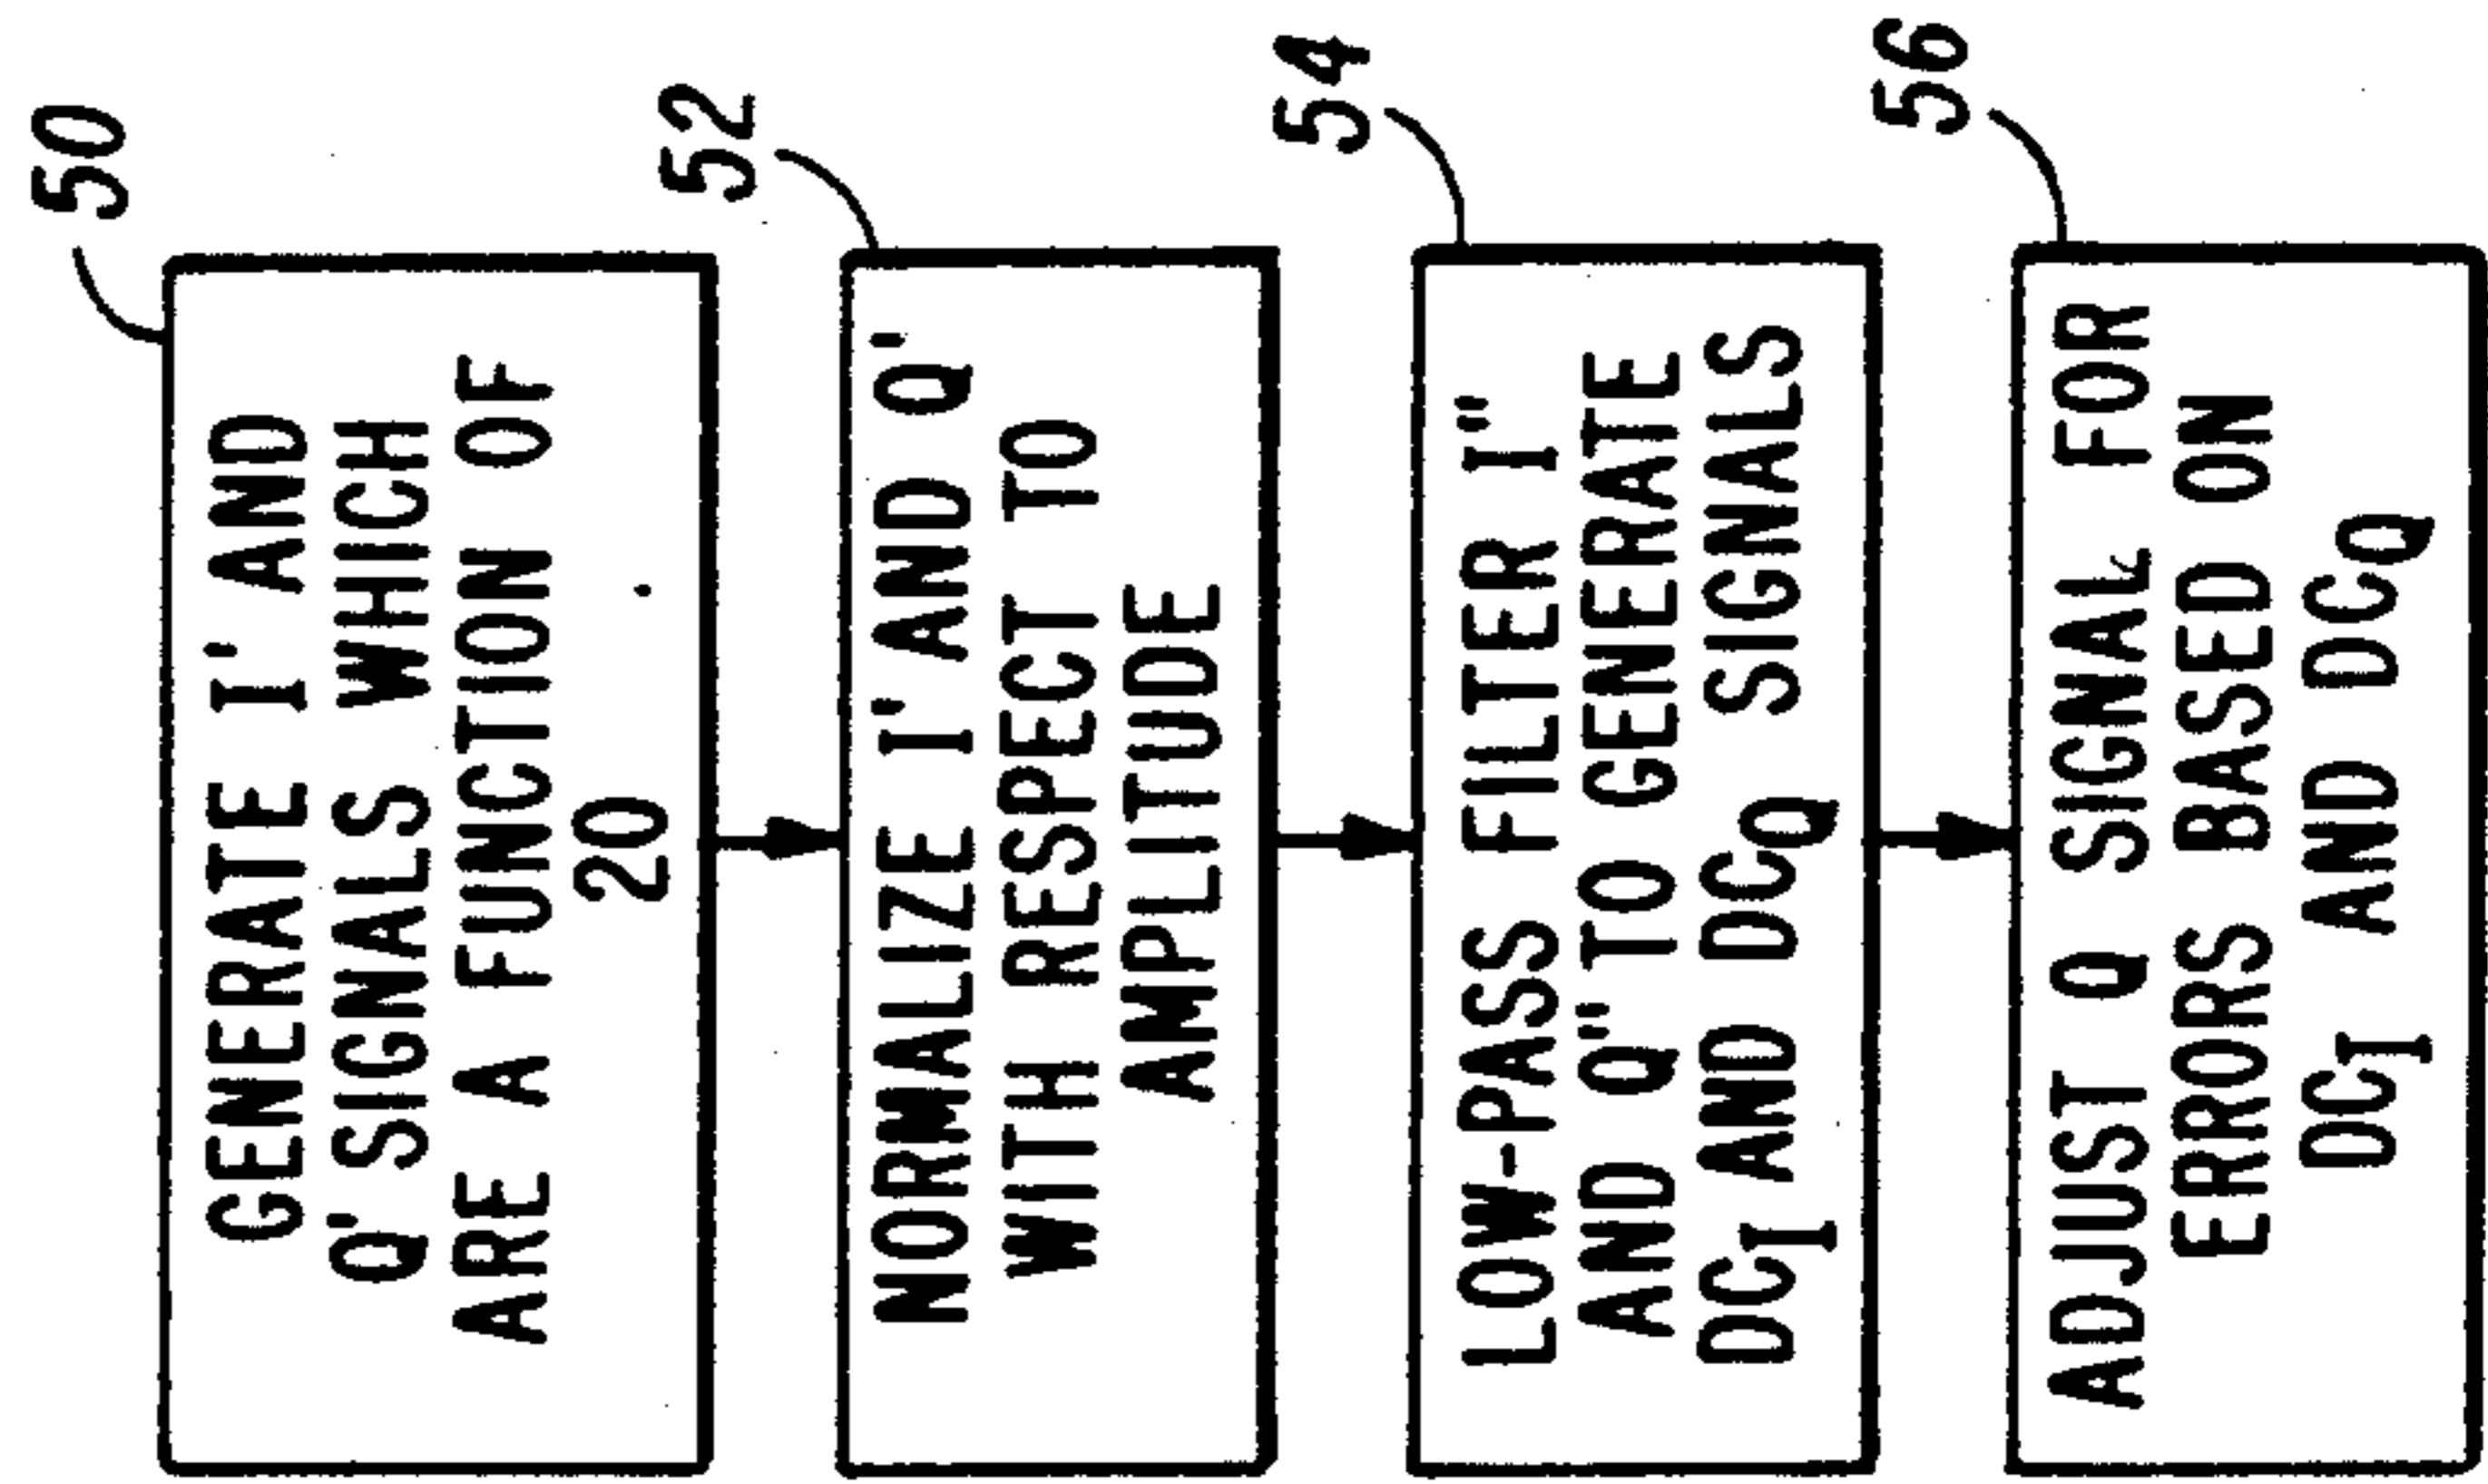 50
GENERATE I' AND
Q' SIGNALS WHICH
ARE A FUNCTION OF
20
52
NORMALIZE I' AND Q'
WITH RESPECT TO
AMPLITUDE
54
LOW-PASS FILTER I"
AND Q" TO GENERATE
DCI AND DCQ SIGNALS
56
ADJUST Q SIGNAL FOR
ERRORS BASED ON
DCI AND DCQ